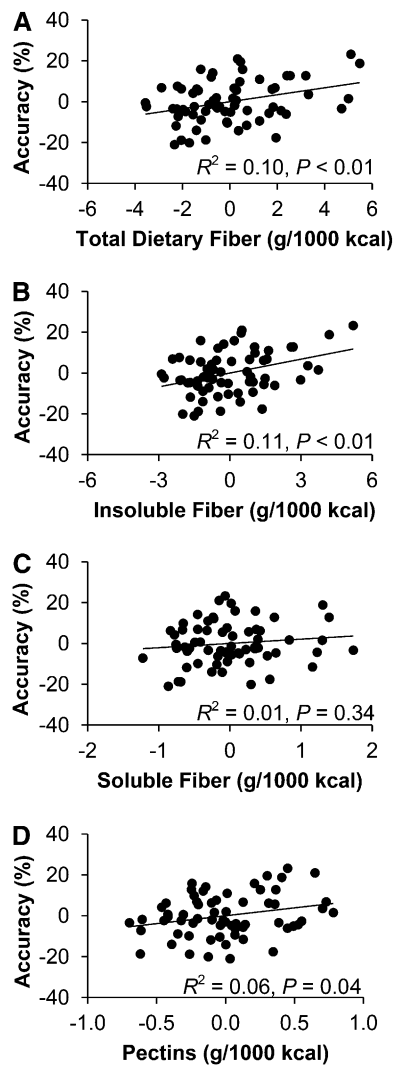 A
Accuracy (%)
40
20
0
-20
-40
R² = 0.10, P < 0.01
-6 -4 -2 0 2 4 6
Total Dietary Fiber (g/1000 kcal)
B
Accuracy (%)
40
20
0
-20
-40
R² = 0.11, P < 0.01
-6 -3 0 3 6
Insoluble Fiber (g/1000 kcal)
C
Accuracy (%)
40
20
0
-20
-40
R² = 0.01, P = 0.34
-2 -1 0 1 2
Soluble Fiber (g/1000 kcal)
D
Accuracy (%)
40
20
0
-20
-40
R² = 0.06, P = 0.04
-1.0 -0.5 0.0 0.5 1.0
Pectins (g/1000 kcal)